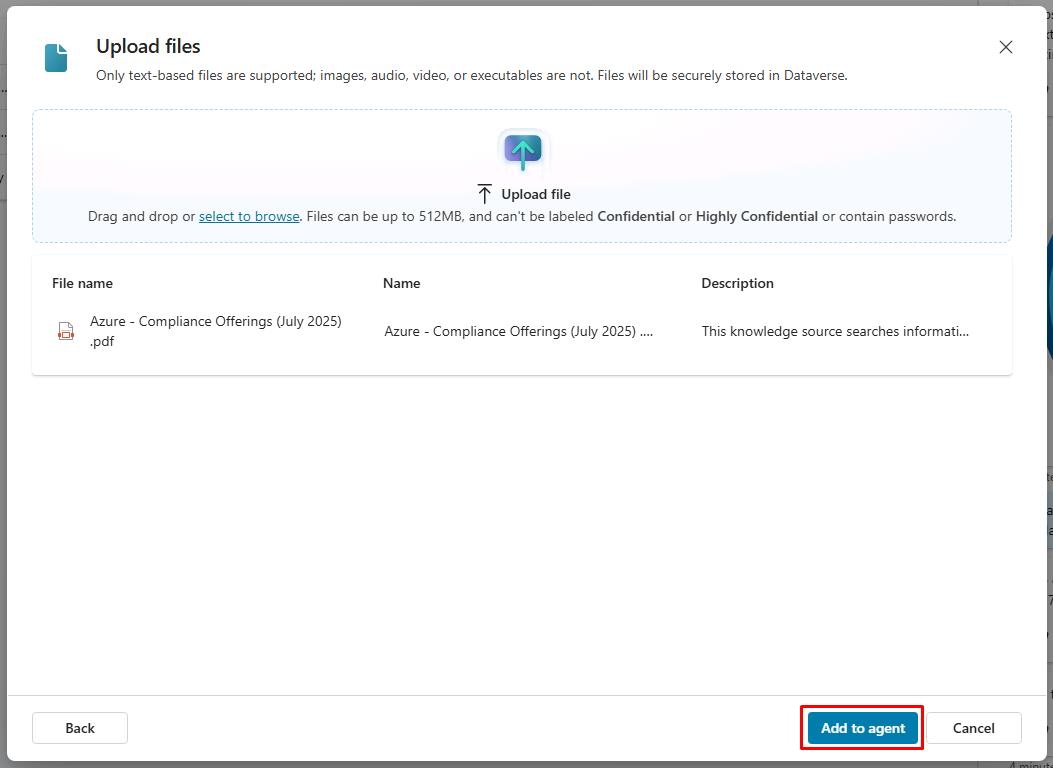 Upload files
Only text-based files are supported; images, audio, video, or executables are not. Files will be securely stored in Dataverse.
Upload file
Drag and drop or select to browse. Files can be up to 512MB, and can't be labeled Confidential or Highly Confidential or contain passwords.
File name Name Description
Azure - Compliance Offerings (July 2025)
.pdf
Azure - Compliance Offerings (July 2025) ....
This knowledge source searches informati...
Back Add to agent Cancel